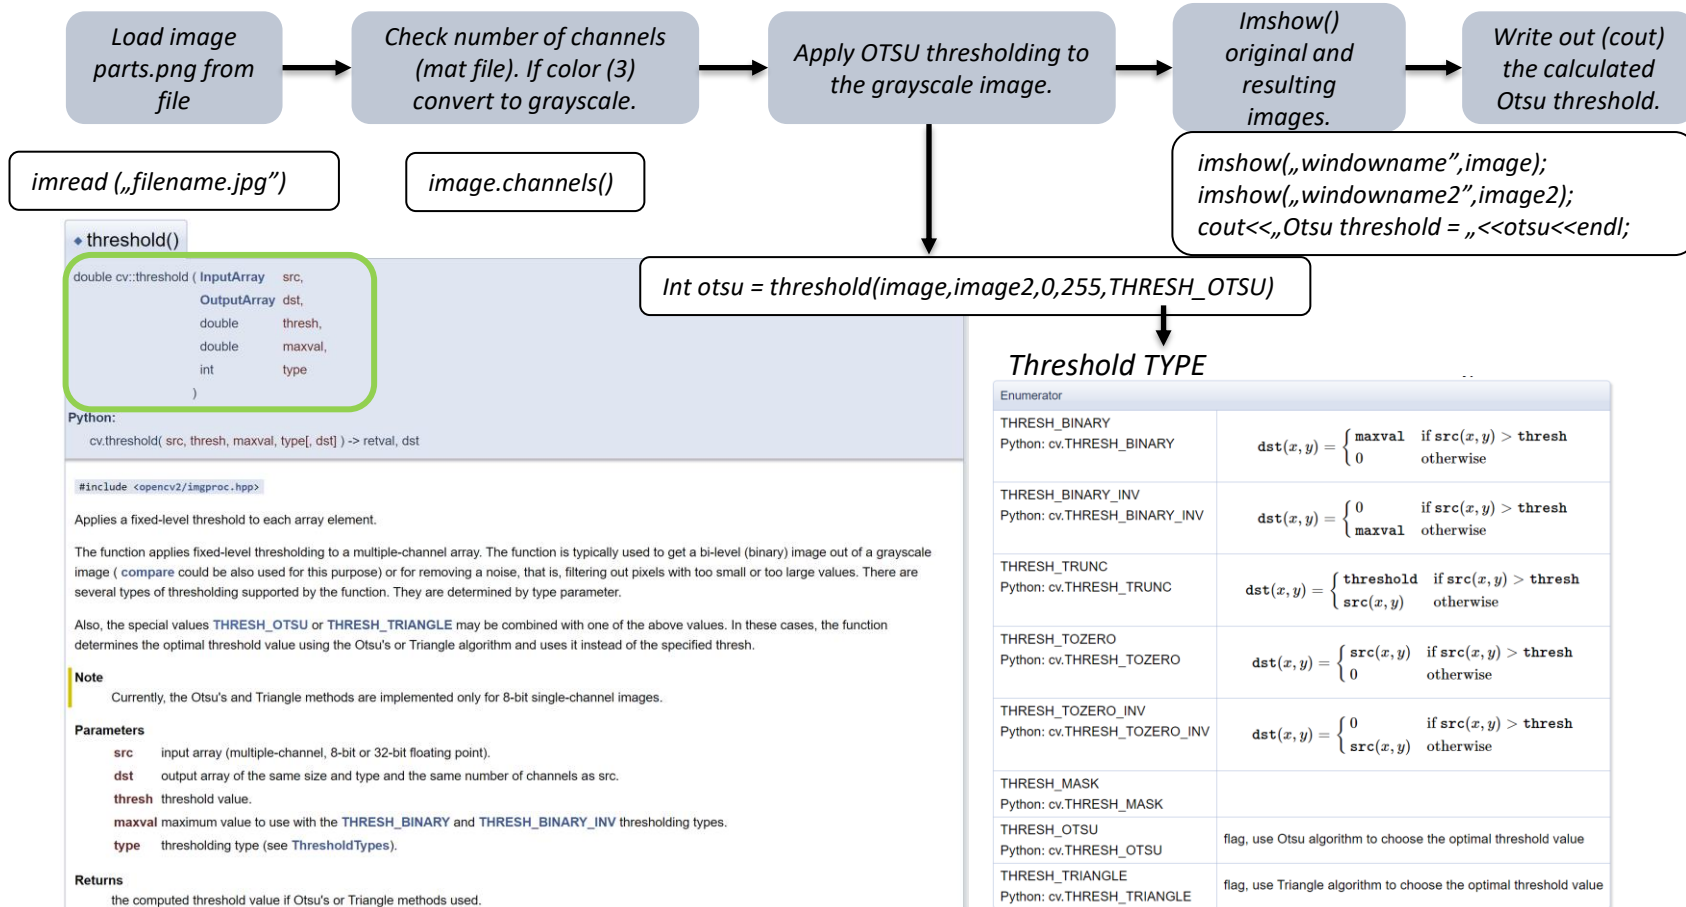 Load image
parts.png from
file
Check number of channels
(mat file). If color (3)
convert to grayscale.
Apply OTSU thresholding to
the grayscale image.
Imshow()
original and
resulting
images.
Write out (cout)
the calculated
Otsu threshold.
imread („filename.jpg”)
image.channels()
imshow(„windowname”,image);
imshow(„windowname2”,image2);
cout<<„Otsu threshold = „<<otsu<<endl;
Int otsu = threshold(image,image2,0,255,THRESH_OTSU)
◆ threshold()
double cv::threshold ( InputArray src,
OutputArray dst,
double thresh,
double maxval,
int type
)
Python:
cv.threshold( src, thresh, maxval, type[, dst] ) -> retval, dst
#include <opencv2/imgproc.hpp>
Applies a fixed-level threshold to each array element.
The function applies fixed-level thresholding to a multiple-channel array. The function is typically used to get a bi-level (binary) image out of a grayscale
image ( compare could be also used for this purpose) or for removing a noise, that is, filtering out pixels with too small or too large values. There are
several types of thresholding supported by the function. They are determined by type parameter.
Also, the special values THRESH_OTSU or THRESH_TRIANGLE may be combined with one of the above values. In these cases, the function
determines the optimal threshold value using the Otsu's or Triangle algorithm and uses it instead of the specified thresh.
Note
Currently, the Otsu's and Triangle methods are implemented only for 8-bit single-channel images.
Parameters
src input array (multiple-channel, 8-bit or 32-bit floating point).
dst output array of the same size and type and the same number of channels as src.
thresh threshold value.
maxval maximum value to use with the THRESH_BINARY and THRESH_BINARY_INV thresholding types.
type thresholding type (see ThresholdTypes).
Returns
the computed threshold value if Otsu's or Triangle methods used.
Threshold TYPE
Enumerator
THRESH_BINARY
Python: cv.THRESH_BINARY
dst(x, y) = { maxval if src(x, y) > thresh
0 otherwise
THRESH_BINARY_INV
Python: cv.THRESH_BINARY_INV
dst(x, y) = { 0 if src(x, y) > thresh
maxval otherwise
THRESH_TRUNC
Python: cv.THRESH_TRUNC
dst(x, y) = { threshold if src(x, y) > thresh
src(x, y) otherwise
THRESH_TOZERO
Python: cv.THRESH_TOZERO
dst(x, y) = { src(x, y) if src(x, y) > thresh
0 otherwise
THRESH_TOZERO_INV
Python: cv.THRESH_TOZERO_INV
dst(x, y) = { 0 if src(x, y) > thresh
src(x, y) otherwise
THRESH_MASK
Python: cv.THRESH_MASK
THRESH_OTSU
Python: cv.THRESH_OTSU
flag, use Otsu algorithm to choose the optimal threshold value
THRESH_TRIANGLE
Python: cv.THRESH_TRIANGLE
flag, use Triangle algorithm to choose the optimal threshold value